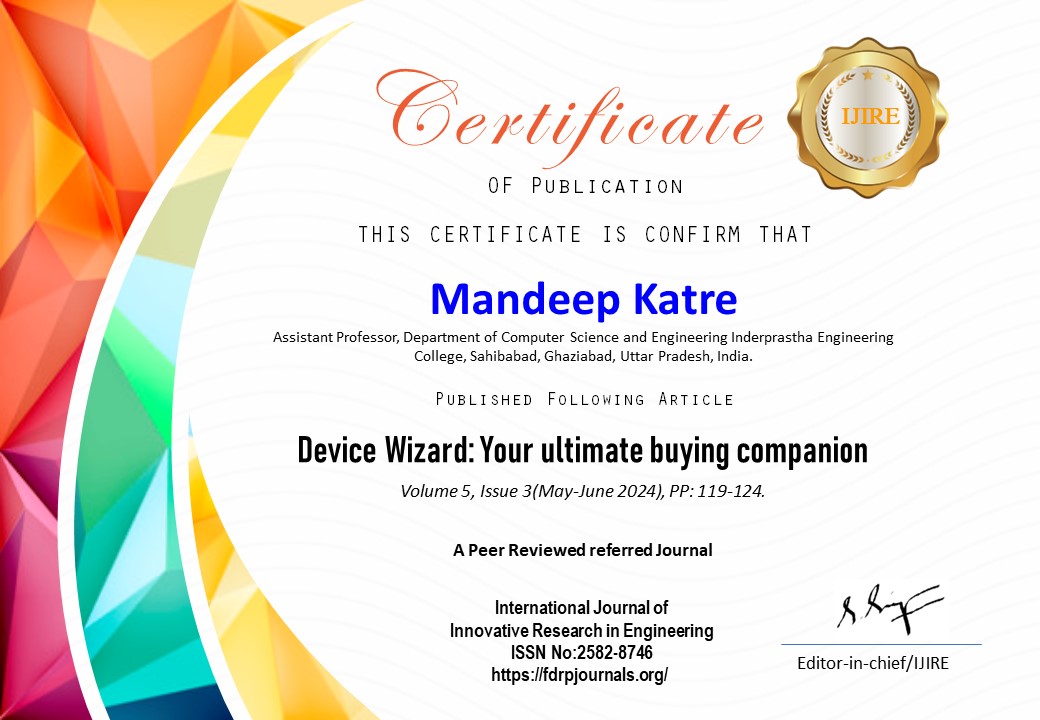 Certificate
IJIRE
OF PUBLICATION
THIS CERTIFICATE IS CONFIRM THAT
Mandeep Katre
Assistant Professor, Department of Computer Science and Engineering Inderprastha Engineering
College, Sahibabad, Ghaziabad, Uttar Pradesh, India.
PUBLISHED FOLLOWING ARTICLE
Device Wizard: Your ultimate buying companion
Volume 5, Issue 3(May-June 2024), PP: 119-124.
A Peer Reviewed referred Journal
International Journal of
Innovative Research in Engineering
ISSN No:2582-8746
https://fdrpjournals.org/
Editor-in-chief/IJIRE